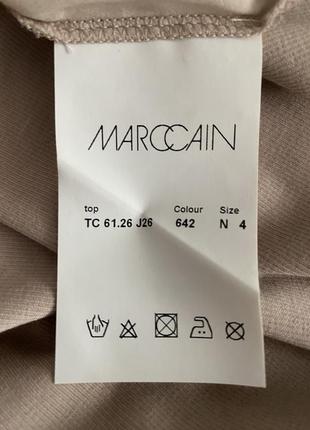 MARCCAIN
top Colour Size
TC 61.26 J26 642 N 4